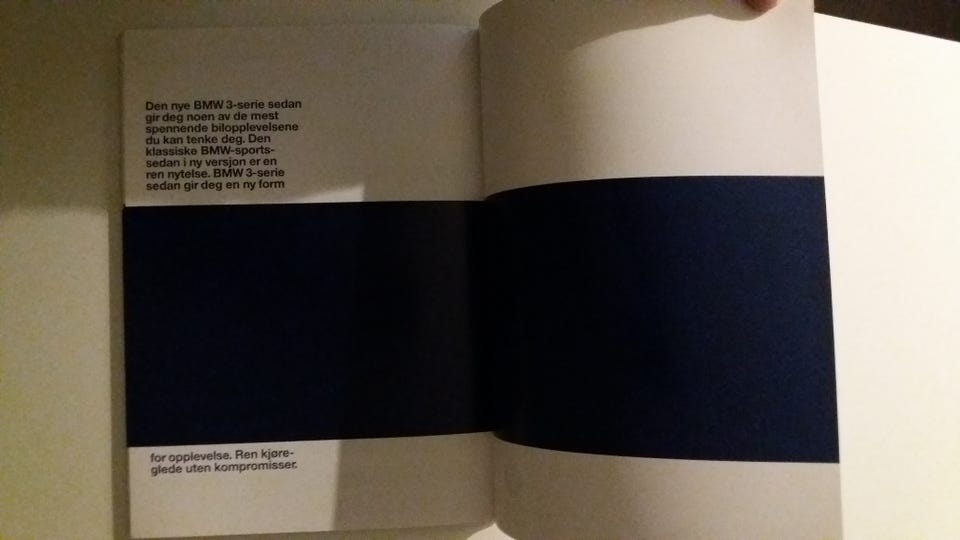 Den nye BMW 3-serie sedan
gir deg noen av de mest
spennende bilopplevelsene
du kan tenke deg. Den
klassiske BMW-sports-
sedan i ny versjon er en
ren nytelse. BMW 3-serie
sedan gir deg en ny form
for opplevelse. Ren kjøre-
glede uten kompromisser.